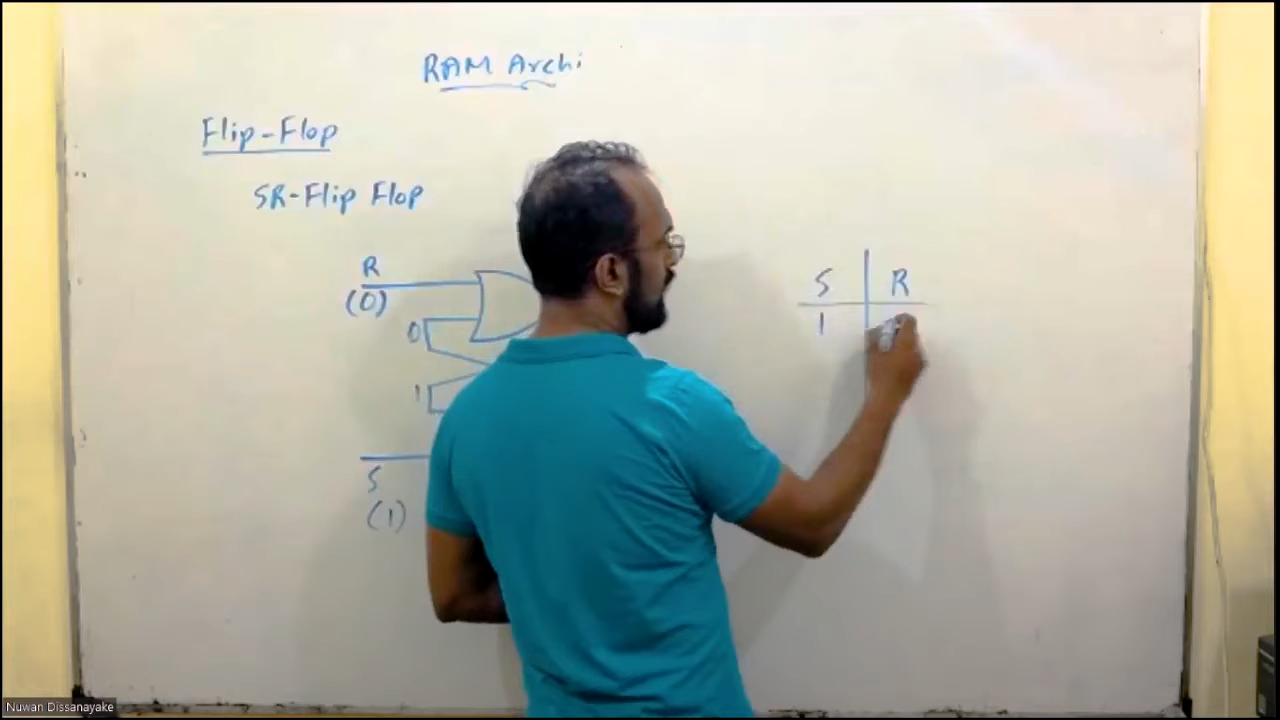 RAM Archi
Flip-Flop
SR-Flip Flop
R
(0)
0
1
S
(1)
S R
1
Nuwan Dissanayake